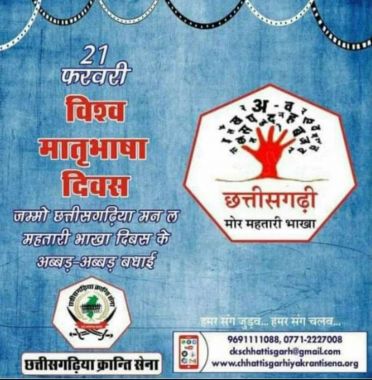 21
फरवरी
विश्व
मातृभाषा
दिवस
जम्मो छत्तीसगढ़िया मन ल
महतारी भाखा दिवस के
अब्बड़-अब्बड़ बधाई
छत्तीसगढ़ी
मोर महतारी भाखा
छत्तीसगढ़िया क्रान्ति सेना
हमर संग जुड़व... हमर संग चलव...
9691111088, 0771-2227008
ckschhattisgarh@gmail.com
www.chhattisgarhiyakrantisena.org